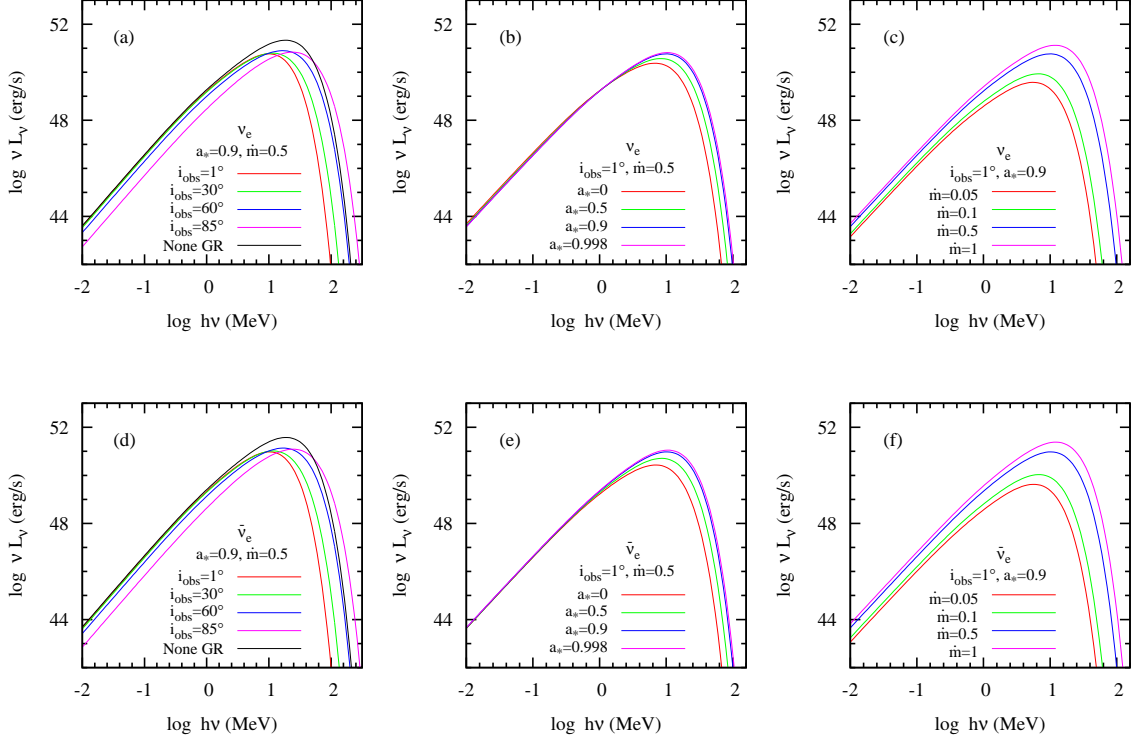 (a)
log ν L_ν (erg/s)
52
48
44
ν_e
a_*=0.9, ṁ=0.5
i_obs=1°
i_obs=30°
i_obs=60°
i_obs=85°
None GR
-2 -1 0 1 2
log hν (MeV)
(b)
log ν L_ν (erg/s)
52
48
44
ν_e
i_obs=1°, ṁ=0.5
a_*=0
a_*=0.5
a_*=0.9
a_*=0.998
-2 -1 0 1 2
log hν (MeV)
(c)
log ν L_ν (erg/s)
52
48
44
ν_e
i_obs=1°, a_*=0.9
ṁ=0.05
ṁ=0.1
ṁ=0.5
ṁ=1
-2 -1 0 1 2
log hν (MeV)
(d)
log ν L_ν (erg/s)
52
48
44
ν̄_e
a_*=0.9, ṁ=0.5
i_obs=1°
i_obs=30°
i_obs=60°
i_obs=85°
None GR
-2 -1 0 1 2
log hν (MeV)
(e)
log ν L_ν (erg/s)
52
48
44
ν̄_e
i_obs=1°, ṁ=0.5
a_*=0
a_*=0.5
a_*=0.9
a_*=0.998
-2 -1 0 1 2
log hν (MeV)
(f)
log ν L_ν (erg/s)
52
48
44
ν̄_e
i_obs=1°, a_*=0.9
ṁ=0.05
ṁ=0.1
ṁ=0.5
ṁ=1
-2 -1 0 1 2
log hν (MeV)